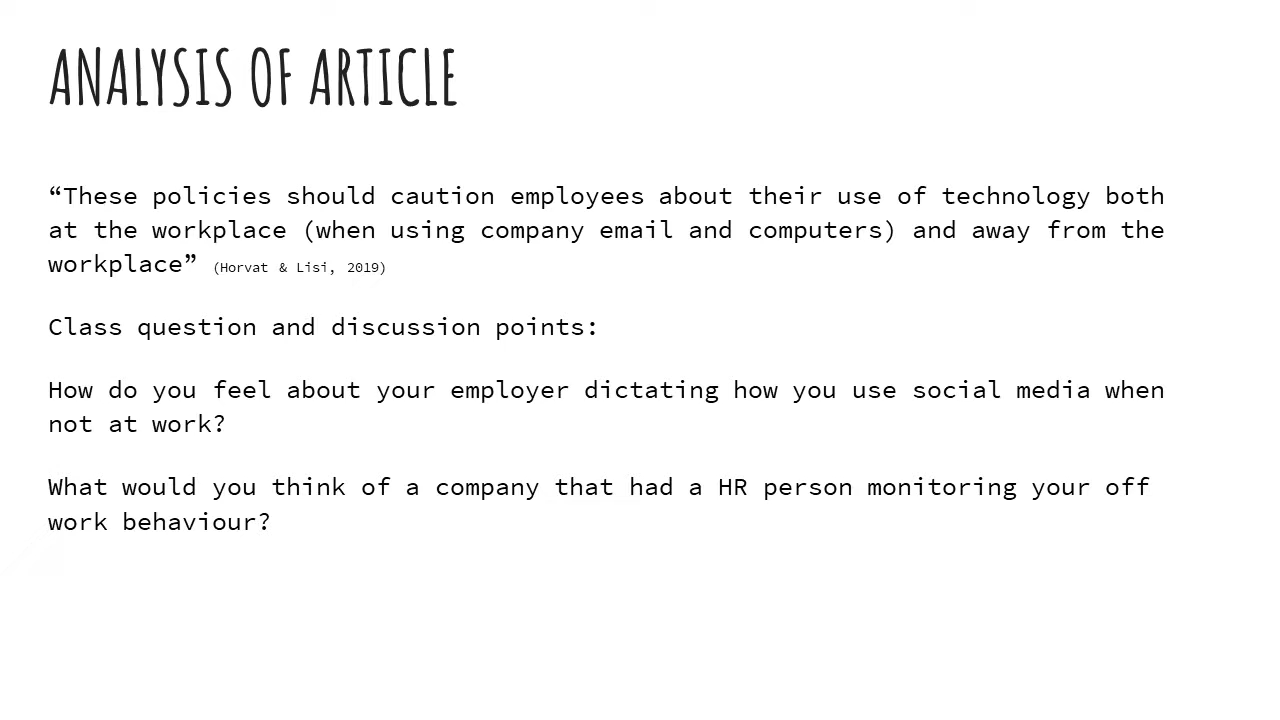 ANALYSIS OF ARTICLE
“These policies should caution employees about their use of technology both
at the workplace (when using company email and computers) and away from the
workplace” (Horvat & Lisi, 2019)
Class question and discussion points:
How do you feel about your employer dictating how you use social media when
not at work?
What would you think of a company that had a HR person monitoring your off
work behaviour?